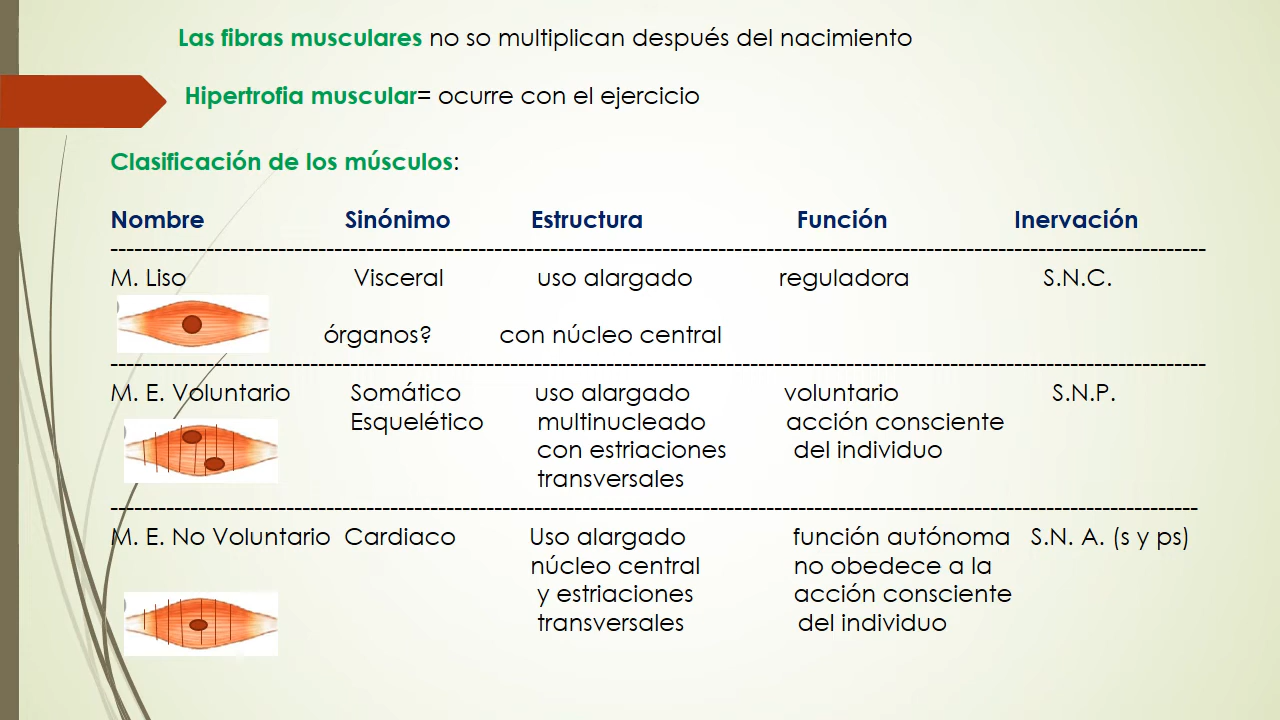 Las fibras musculares no so multiplican después del nacimiento
Hipertrofia muscular= ocurre con el ejercicio
Clasificación de los músculos:
Nombre Sinónimo Estructura Función Inervación
M. Liso Visceral uso alargado reguladora S.N.C.
órganos? con núcleo central
M. E. Voluntario Somático uso alargado voluntario S.N.P.
Esquelético multinucleado acción consciente
con estriaciones del individuo
transversales
M. E. No Voluntario Cardiaco Uso alargado función autónoma S.N. A. (s y ps)
núcleo central no obedece a la
y estriaciones acción consciente
transversales del individuo